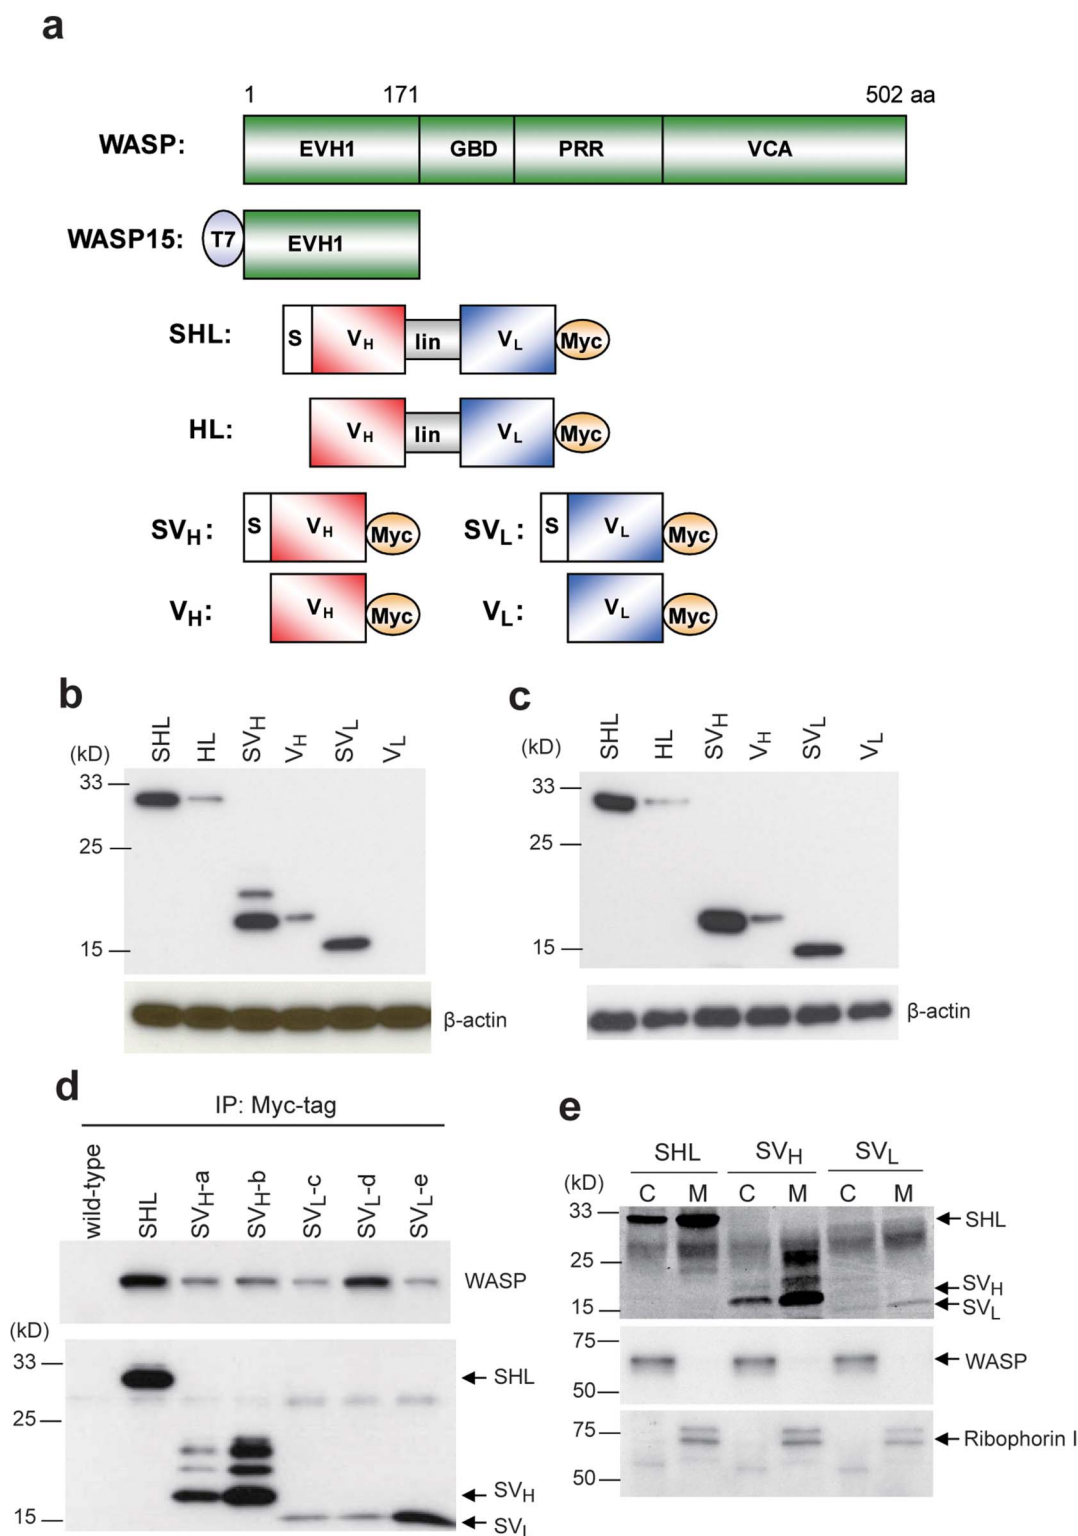 a
1 171 502 aa
WASP: EVH1 GBD PRR VCA
WASP15: T7 EVH1
SHL: S VH lin VL Myc
HL: VH lin VL Myc
SVH: S VH Myc SVL: S VL Myc
VH: VH Myc VL: VL Myc
b
(kD) SHL HL SVH VH SVL VL
33
25
15
β-actin
c
(kD) SHL HL SVH VH SVL VL
33
25
15
β-actin
d
IP: Myc-tag
wild-type SHL SVH-a SVH-b SVL-c SVL-d SVL-e
WASP
(kD)
33 SHL
25
SVH
15 SVL
e
SHL SVH SVL
(kD) C M C M C M
33 SHL
25
SVH
15 SVL
75
WASP
50
75
Ribophorin I
50